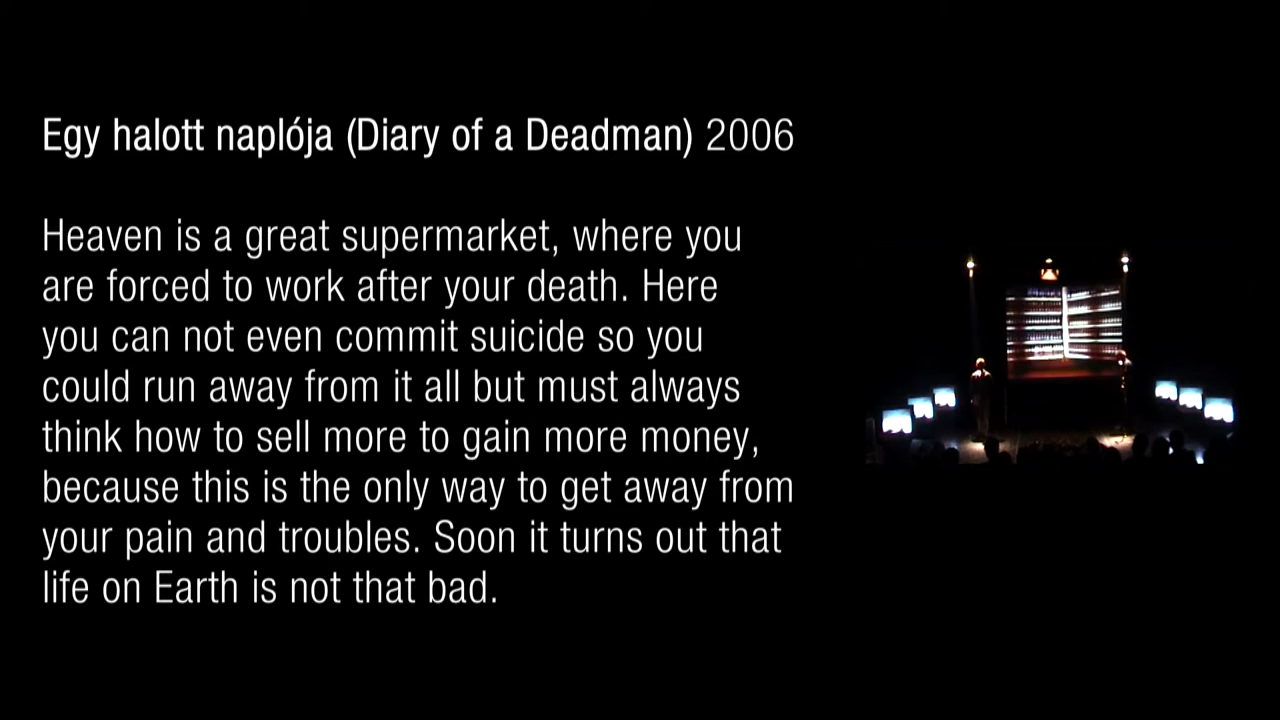 Egy halott naplója (Diary of a Deadman) 2006
Heaven is a great supermarket, where you
are forced to work after your death. Here
you can not even commit suicide so you
could run away from it all but must always
think how to sell more to gain more money,
because this is the only way to get away from
your pain and troubles. Soon it turns out that
life on Earth is not that bad.